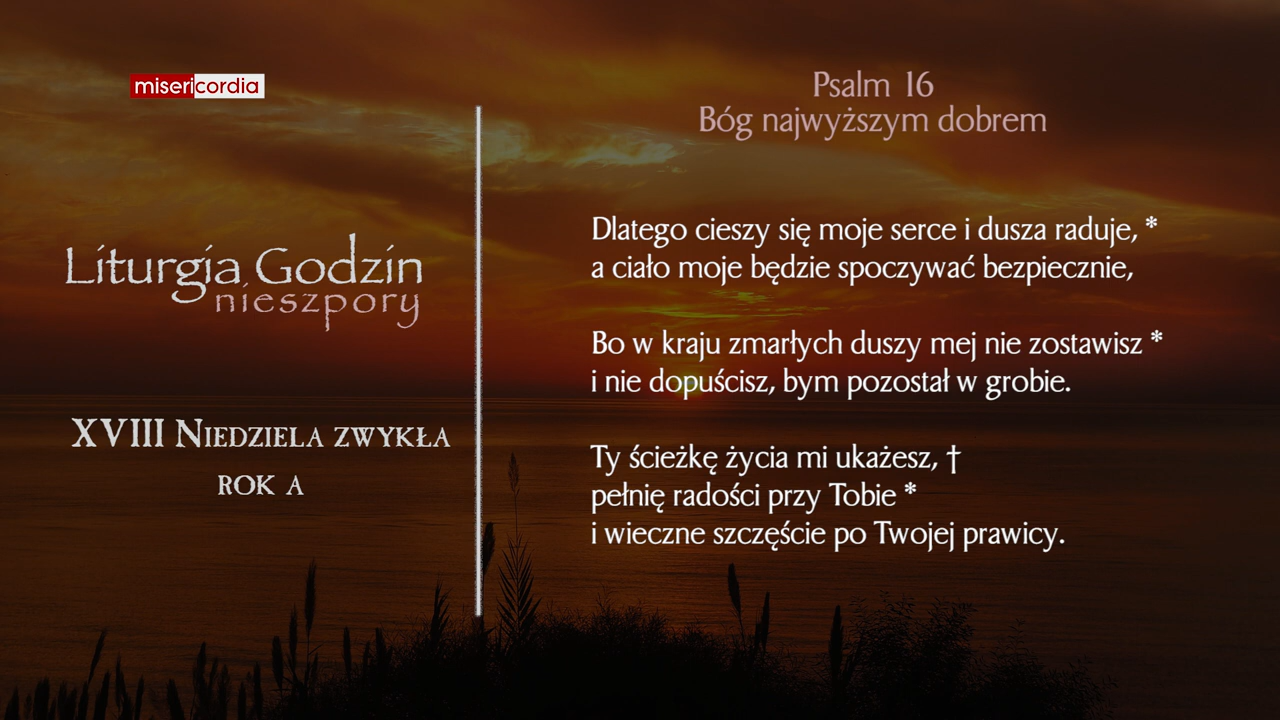 misericordia
Liturgia Godzin
nieszpory
XVIII Niedziela zwykła
rok A
Psalm 16
Bóg najwyższym dobrem
Dlatego cieszy się moje serce i dusza raduje, *
a ciało moje będzie spoczywać bezpiecznie,
Bo w kraju zmarłych duszy mej nie zostawisz *
i nie dopuścisz, bym pozostał w grobie.
Ty ścieżkę życia mi ukażesz, †
pełnię radości przy Tobie *
i wieczne szczęście po Twojej prawicy.